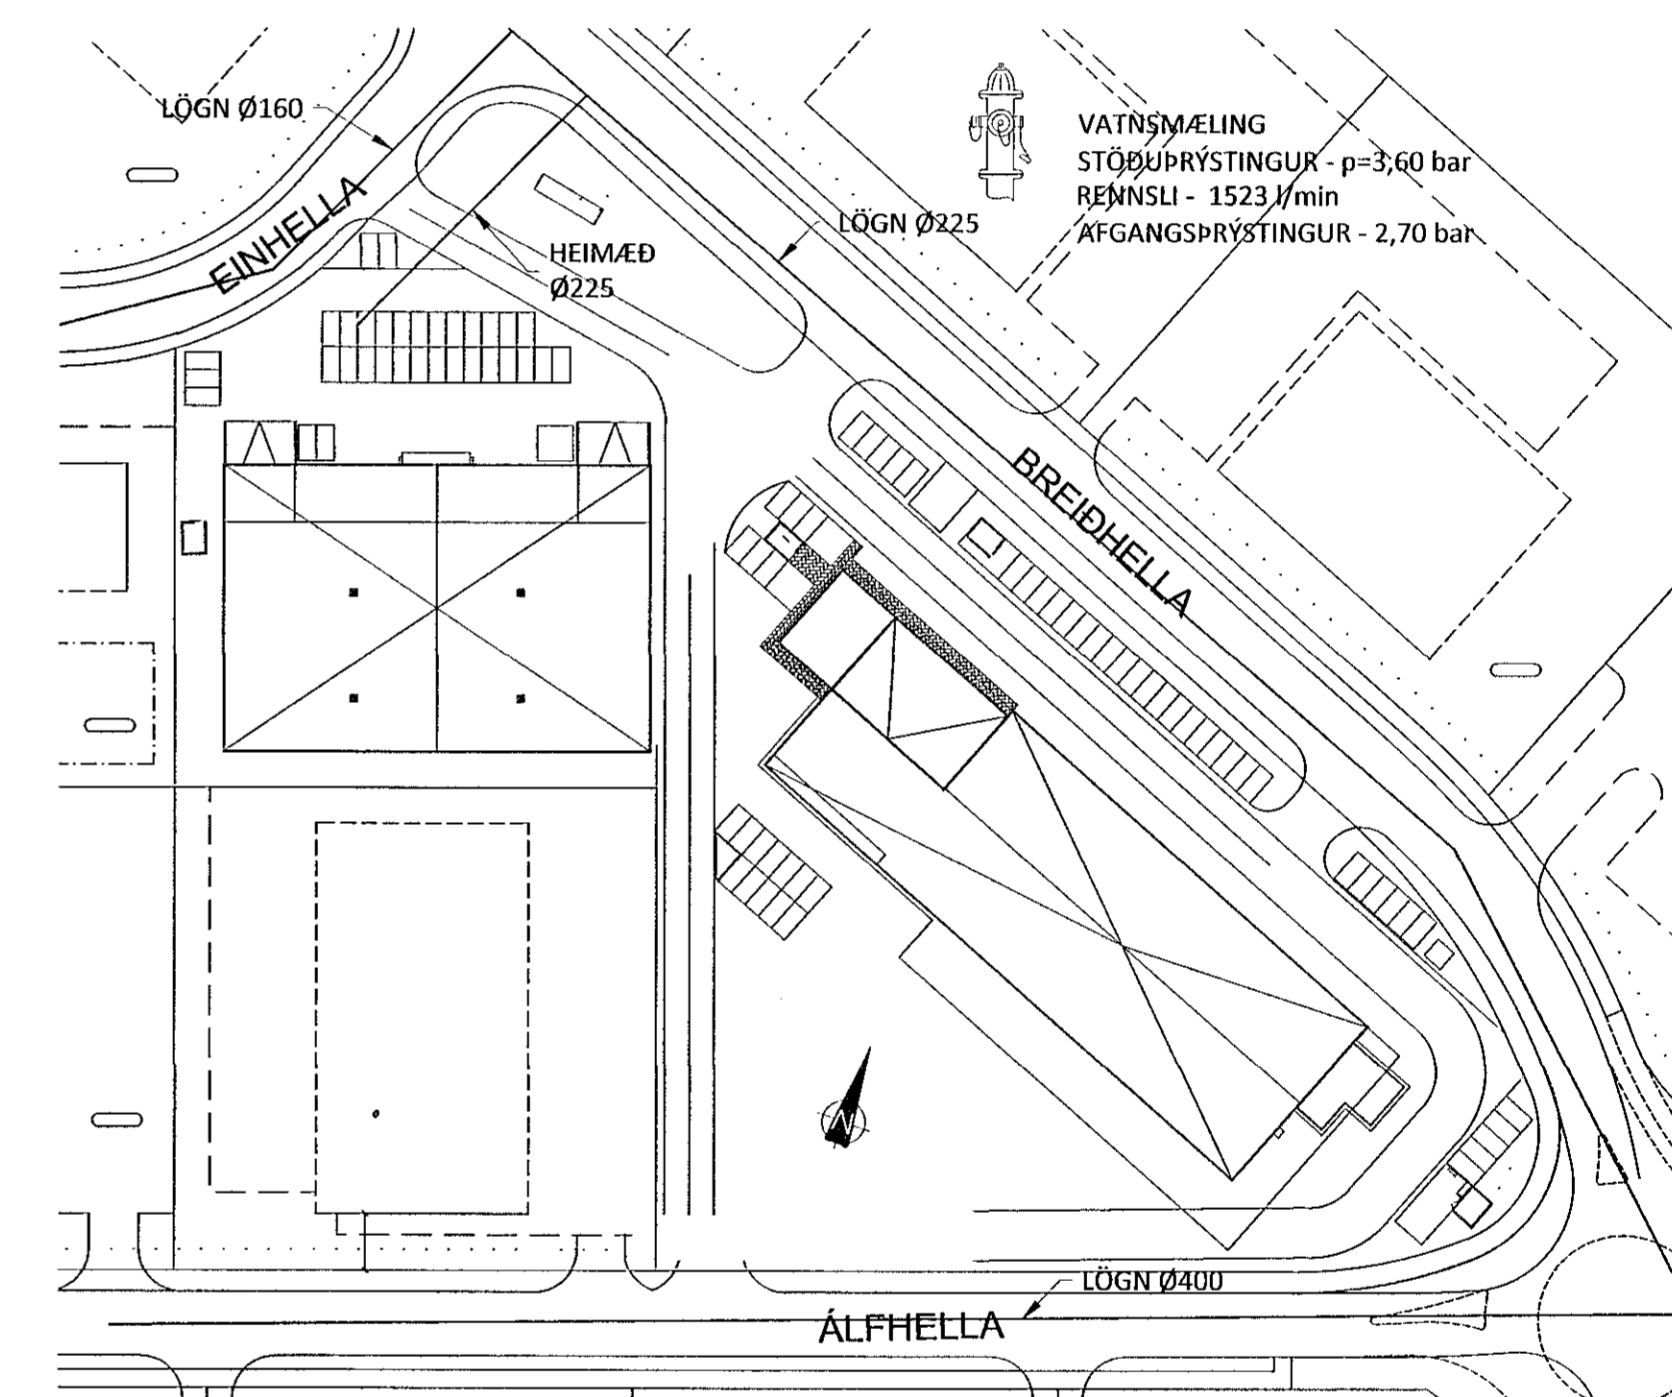 LÖGN Ø160
VATNSMÆLING
STÖÐUÞRÝSTINGUR - p=3,60 bar
RENNSLI - 1523 l/min
AFGANGSÞRÝSTINGUR - 2,70 bar
EINHELLA
LÖGN Ø225
HEIMÆÐ
Ø225
BREIÐHELLA
N
LÖGN Ø400
ÁLFHELLA